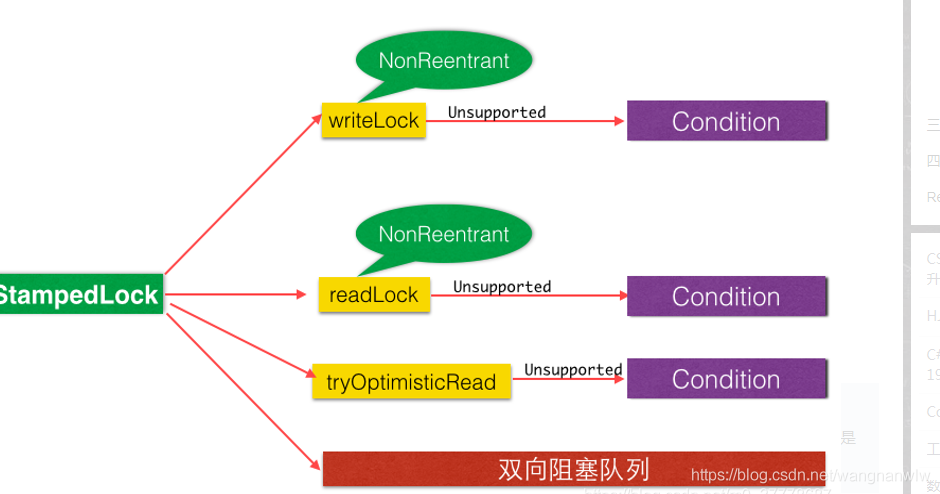 NonReentrant
writeLock
Unsupported
Condition
NonReentrant
StampedLock
readLock
Unsupported
Condition
tryOptimisticRead
Unsupported
Condition
双向阻塞队列
https://blog.csdn.net/wangnanwlw
三
四
Re
CS
升
H.
C#
19
Co
工
数
是